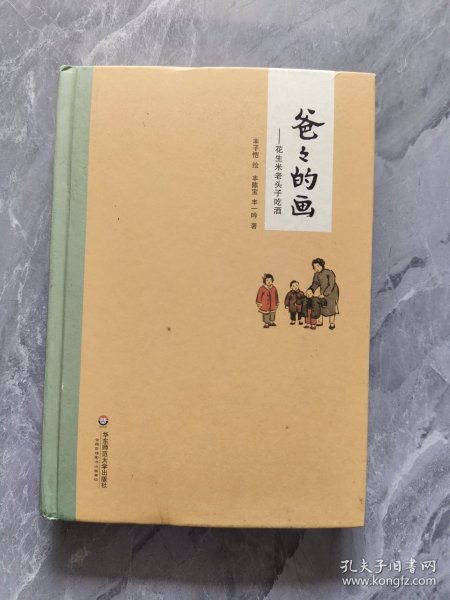 爸々的画
——花生米老头子吃酒
丰子恺 绘 丰陈宝 丰一吟 著
华东师范大学出版社
孔夫子旧书网
www.kongfz.com